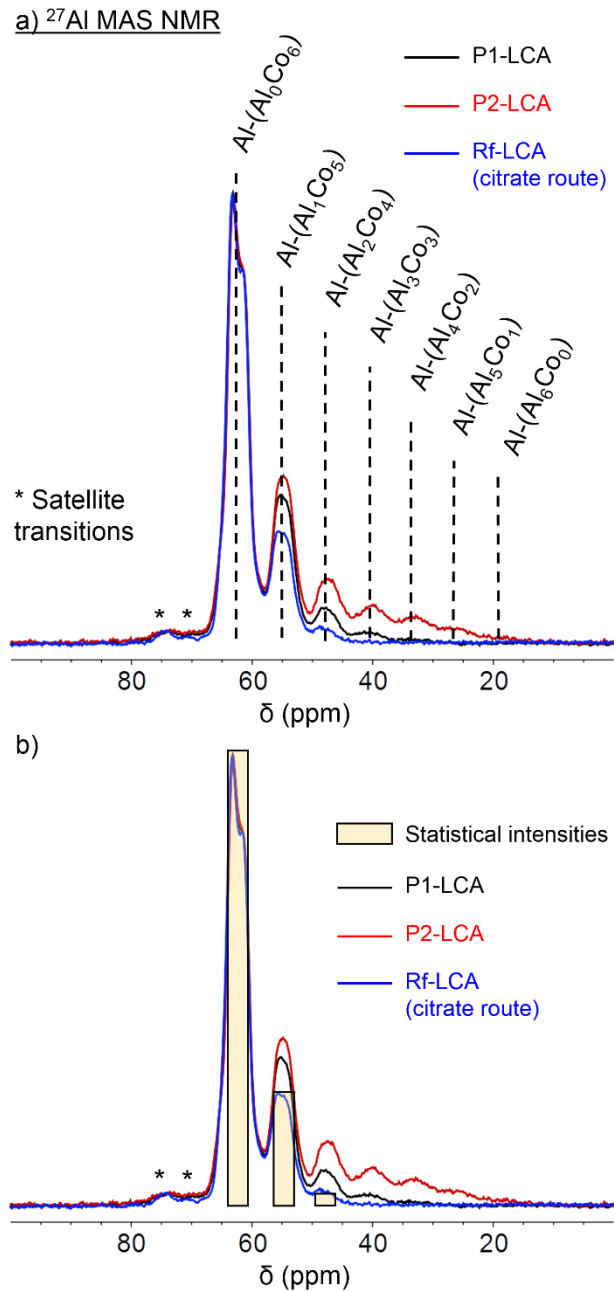 a) ²⁷Al MAS NMR
P1-LCA
P2-LCA
Rf-LCA
(citrate route)
Al-(Al₀Co₆)
Al-(Al₁Co₅)
Al-(Al₂Co₄)
Al-(Al₃Co₃)
Al-(Al₄Co₂)
Al-(Al₅Co₁)
Al-(Al₆Co₀)
* Satellite
transitions
* *
80 60 40 20
δ (ppm)
b)
Statistical intensities
P1-LCA
P2-LCA
Rf-LCA
(citrate route)
* *
80 60 40 20
δ (ppm)